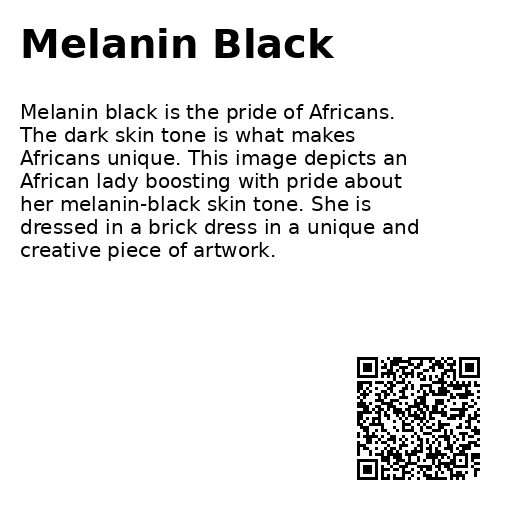 Melanin Black
Melanin black is the pride of Africans.
The dark skin tone is what makes
Africans unique. This image depicts an
African lady boosting with pride about
her melanin-black skin tone. She is
dressed in a brick dress in a unique and
creative piece of artwork.